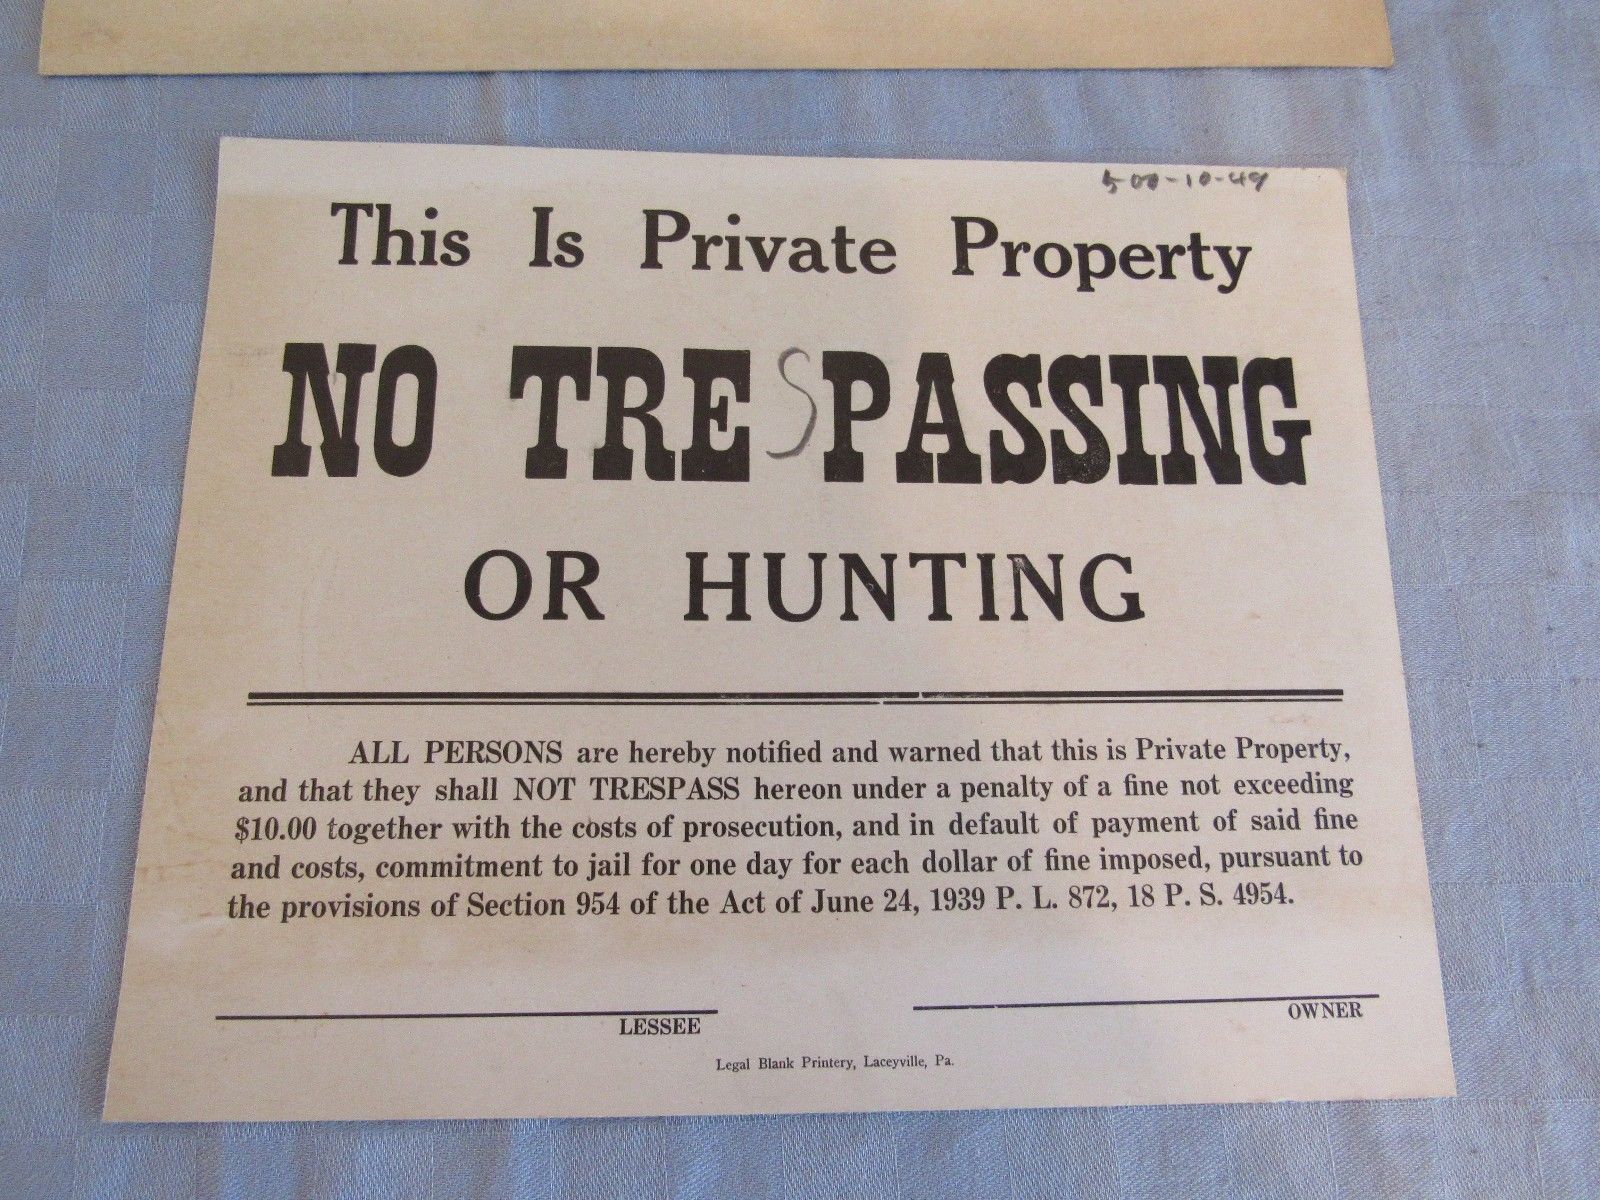 500-10-49
This Is Private Property
NO TRESPASSING
OR HUNTING
ALL PERSONS are hereby notified and warned that this is Private Property,
and that they shall NOT TRESPASS hereon under a penalty of a fine not exceeding
$10.00 together with the costs of prosecution, and in default of payment of said fine
and costs, commitment to jail for one day for each dollar of fine imposed, pursuant to
the provisions of Section 954 of the Act of June 24, 1939 P. L. 872, 18 P. S. 4954.
LESSEE
OWNER
Legal Blank Printery, Laceyville, Pa.